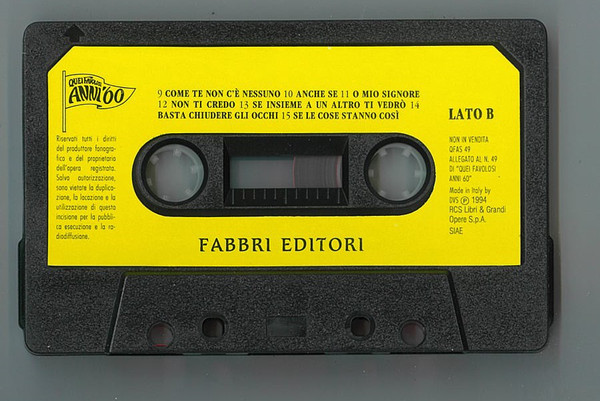 QUEI FAVOLOSI
ANNI '60
9 COME TE NON C'È NESSUNO 10 ANCHE SE 11 O MIO SIGNORE
12 NON TI CREDO 13 SE INSIEME A UN ALTRO TI VEDRÒ 14
BASTA CHIUDERE GLI OCCHI 15 SE LE COSE STANNO COSÌ
LATO B
Riservati tutti i diritti
del produttore fonogra-
fico e del proprietario
dell'opera registrata.
Salvo autorizzazione,
sono vietate la duplica-
zione, la locazione e la
utilizzazione di questa
incisione per la pubbli-
ca esecuzione e la ra-
diodiffusione.
NON IN VENDITA
QFAS 49
ALLEGATO AL N. 49
DI "QUEI FAVOLOSI
ANNI 60"
Made in Italy by
DVS Ⓟ 1994
RCS Libri & Grandi
Opere S.p.A.
SIAE
FABBRI EDITORI